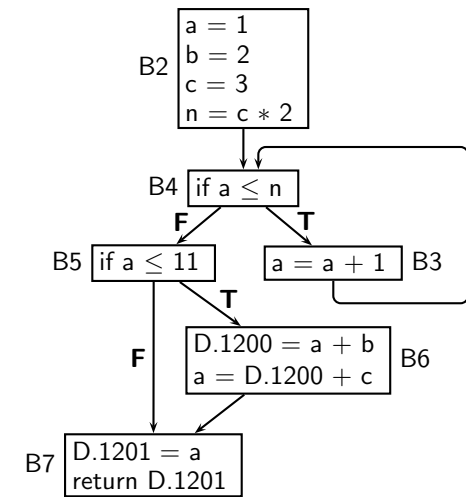 a = 1
B2 b = 2
c = 3
n = c * 2
B4 if a ≤ n
F T
B5 if a ≤ 11 a = a + 1 B3
T
F D.1200 = a + b B6
a = D.1200 + c
B7 D.1201 = a
return D.1201